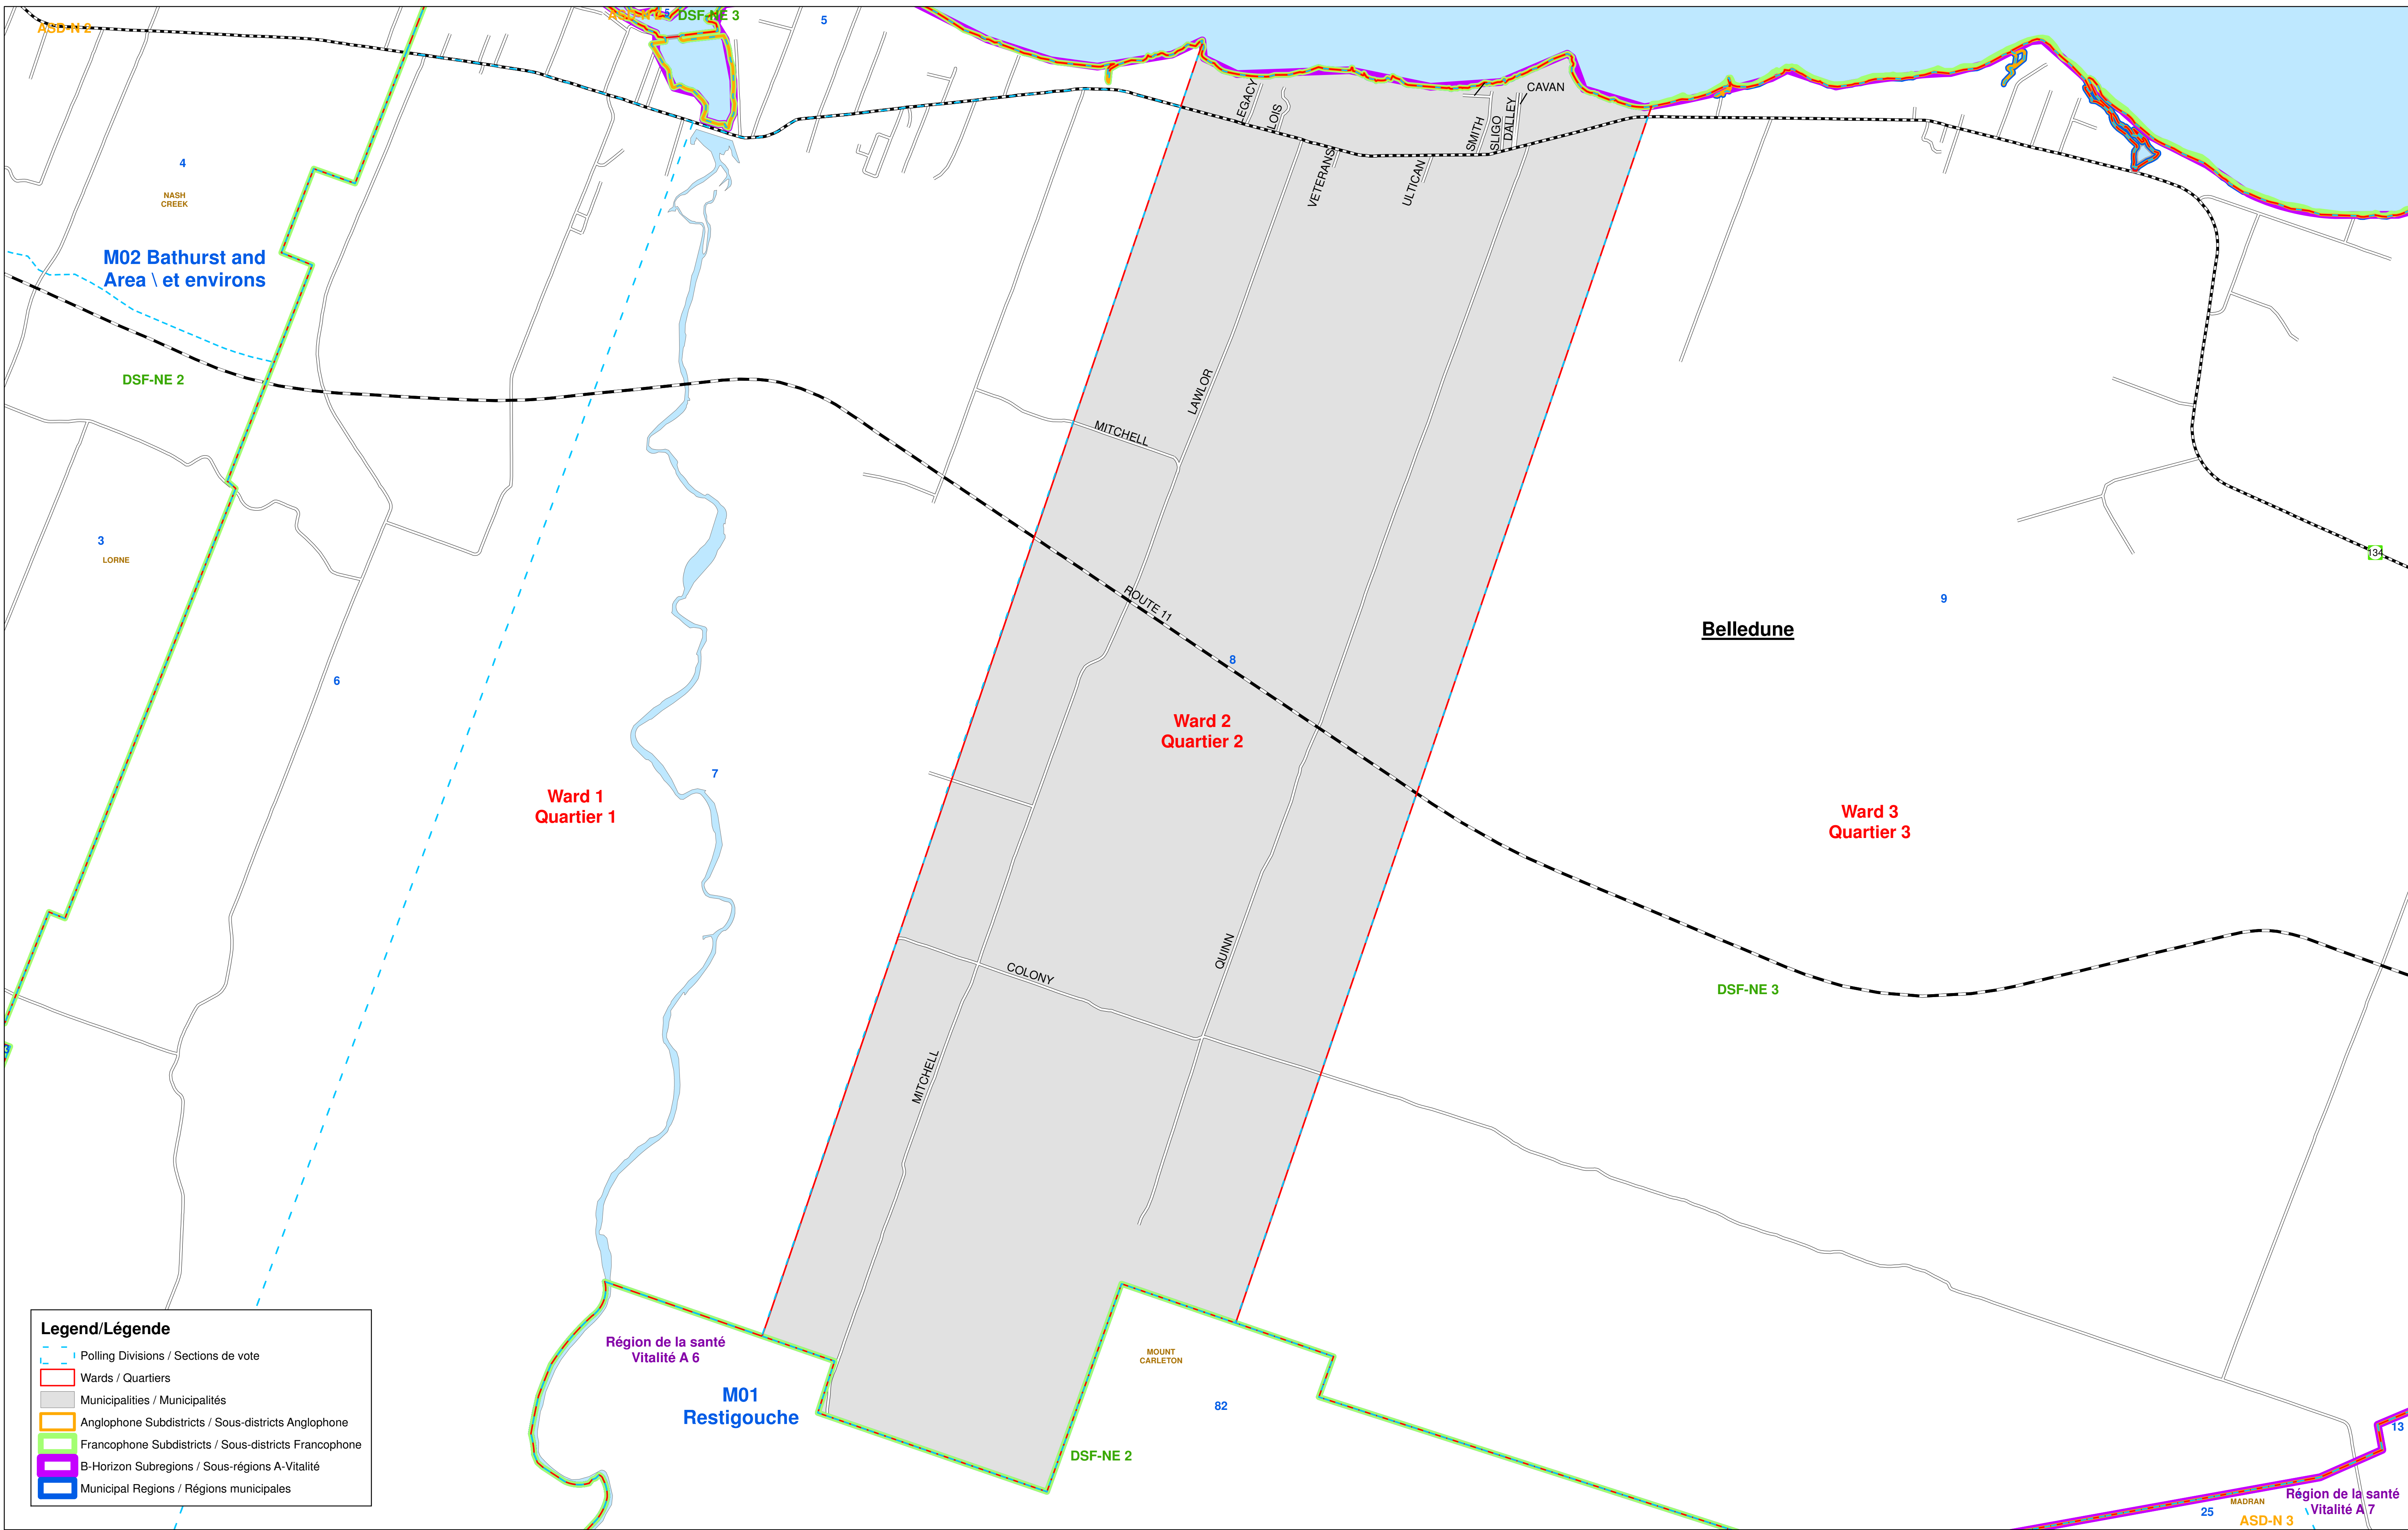 ASD-N 2
ASD-N 2
5
DSF-NE 3
5
4
NASH
CREEK
M02 Bathurst and
Area \ et environs
DSF-NE 2
3
LORNE
6
3
LEGACY
LOIS
SMITH
SLIGO
DALLEY
CAVAN
VETERANS
ULTICAN
LAWLOR
MITCHELL
ROUTE 11
8
Ward 2
Quartier 2
134
9
Belledune
7
Ward 1
Quartier 1
Ward 3
Quartier 3
QUINN
COLONY
DSF-NE 3
MITCHELL
Région de la santé
Vitalité A 6
M01
Restigouche
MOUNT
CARLETON
82
DSF-NE 2
13
Région de la santé
Vitalité A 7
MADRAN
25
ASD-N 3
Legend/Légende
Polling Divisions / Sections de vote
Wards / Quartiers
Municipalities / Municipalités
Anglophone Subdistricts / Sous-districts Anglophone
Francophone Subdistricts / Sous-districts Francophone
B-Horizon Subregions / Sous-régions A-Vitalité
Municipal Regions / Régions municipales